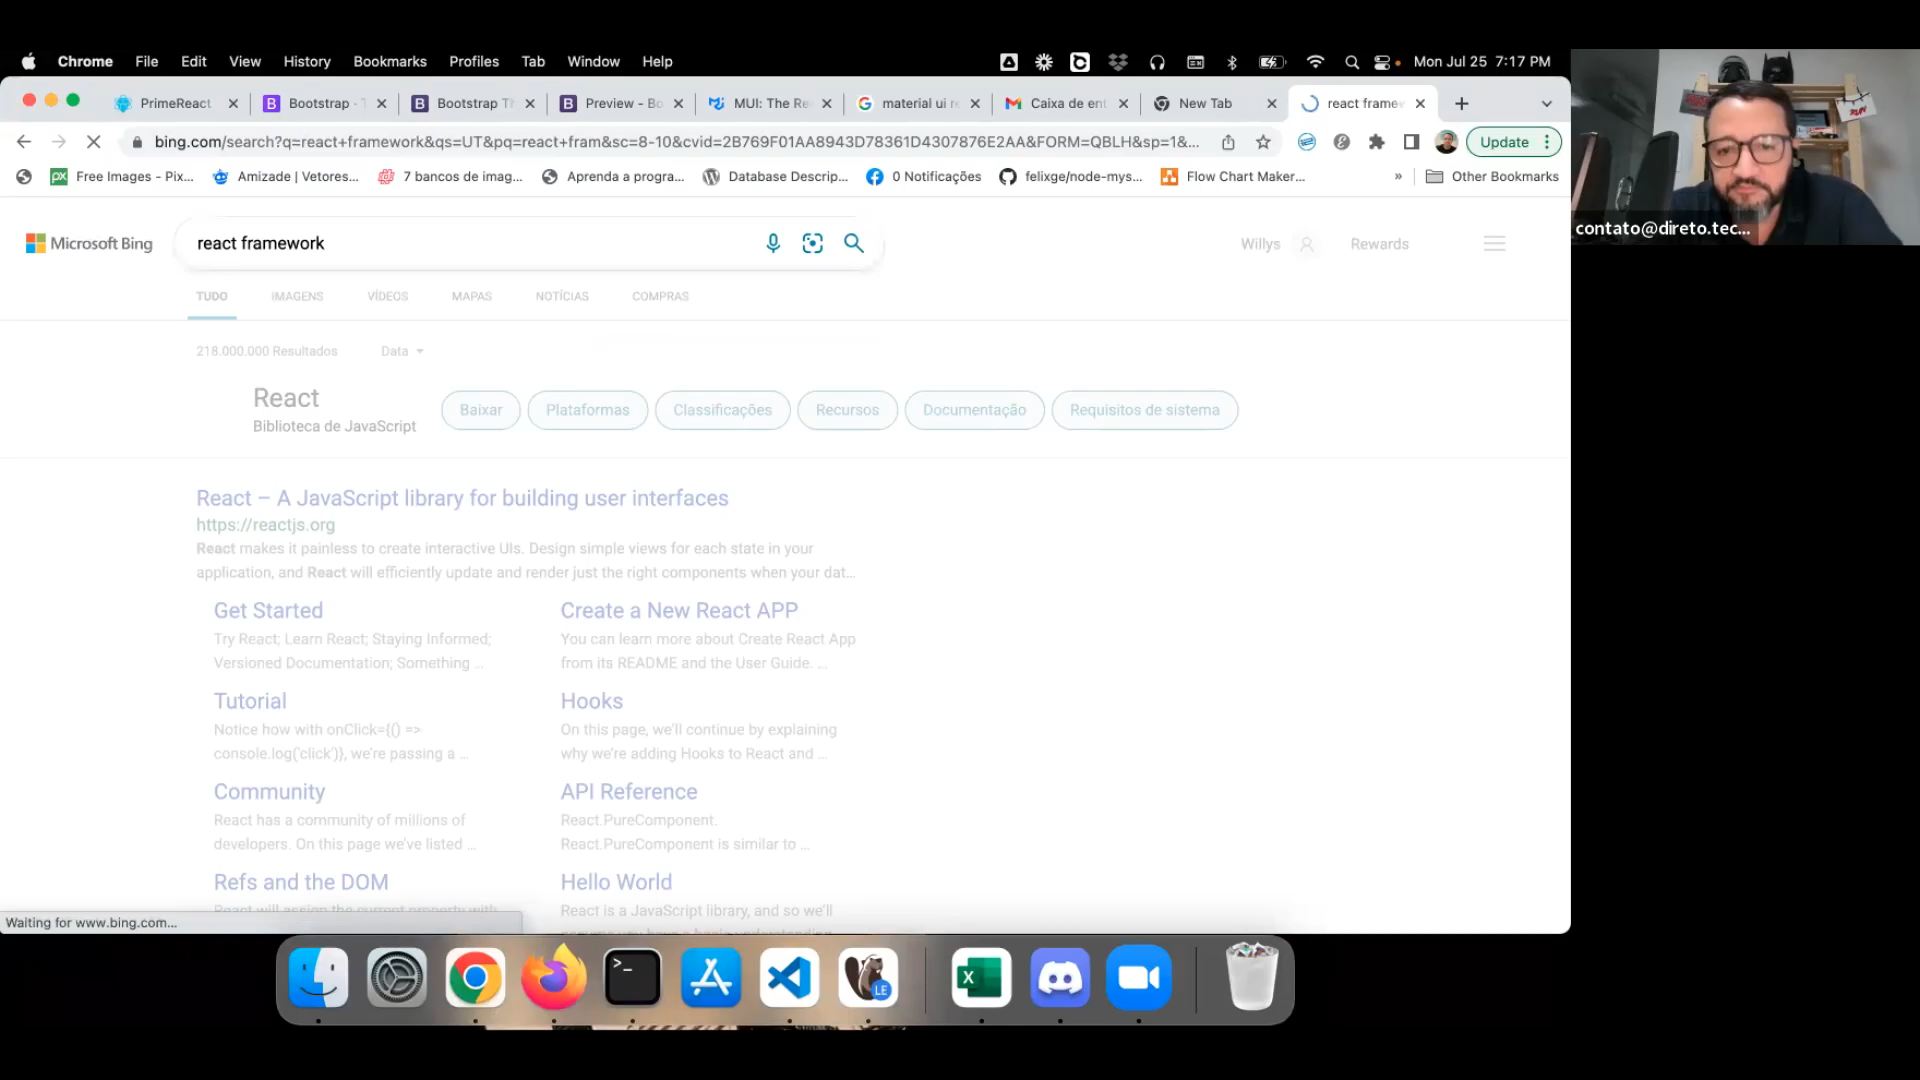 Chrome File Edit View History Bookmarks Profiles Tab Window Help Mon Jul 25 7:17 PM
PrimeReact Bootstrap · Bootstrap Preview - Bo MUI: The material ui Caixa de New Tab react
bing.com/search?q=react+framework&qs=UT&pq=react+fram&sc=8-10&cvid=2B769F01AA8943D78361D4307876E2AA&FORM=QBLH&sp=1&... Update
Free Images - Pix... Amizade | Vetores... 7 bancos de imag... Aprenda a progra... Database Descrip... 0 Notificações felixge/node-mys... Flow Chart Maker... » Other Bookmarks
contato@direto.tec...
Microsoft Bing react framework Willys Rewards
TUDO IMAGENS VÍDEOS MAPAS NOTÍCIAS COMPRAS
218.000.000 Resultados Data
React
Biblioteca de JavaScript
Baixar Plataformas Classificações Recursos Documentação Requisitos de sistema
React – A JavaScript library for building user interfaces
https://reactjs.org
React makes it painless to create interactive UIs. Design simple views for each state in your
application, and React will efficiently update and render just the right components when your dat...
Get Started
Try React; Learn React; Staying Informed;
Versioned Documentation; Something ...
Create a New React APP
You can learn more about Create React App
from its README and the User Guide. ...
Tutorial
Notice how with onClick={() =>
console.log('click')}, we're passing a ...
Hooks
On this page, we'll continue by explaining
why we're adding Hooks to React and ...
Community
React has a community of millions of
developers. On this page we've listed ...
API Reference
React.PureComponent.
React.PureComponent is similar to ...
Refs and the DOM
React will assign the current property with
Hello World
React is a JavaScript library, and so we'll
Waiting for www.bing.com...
LE